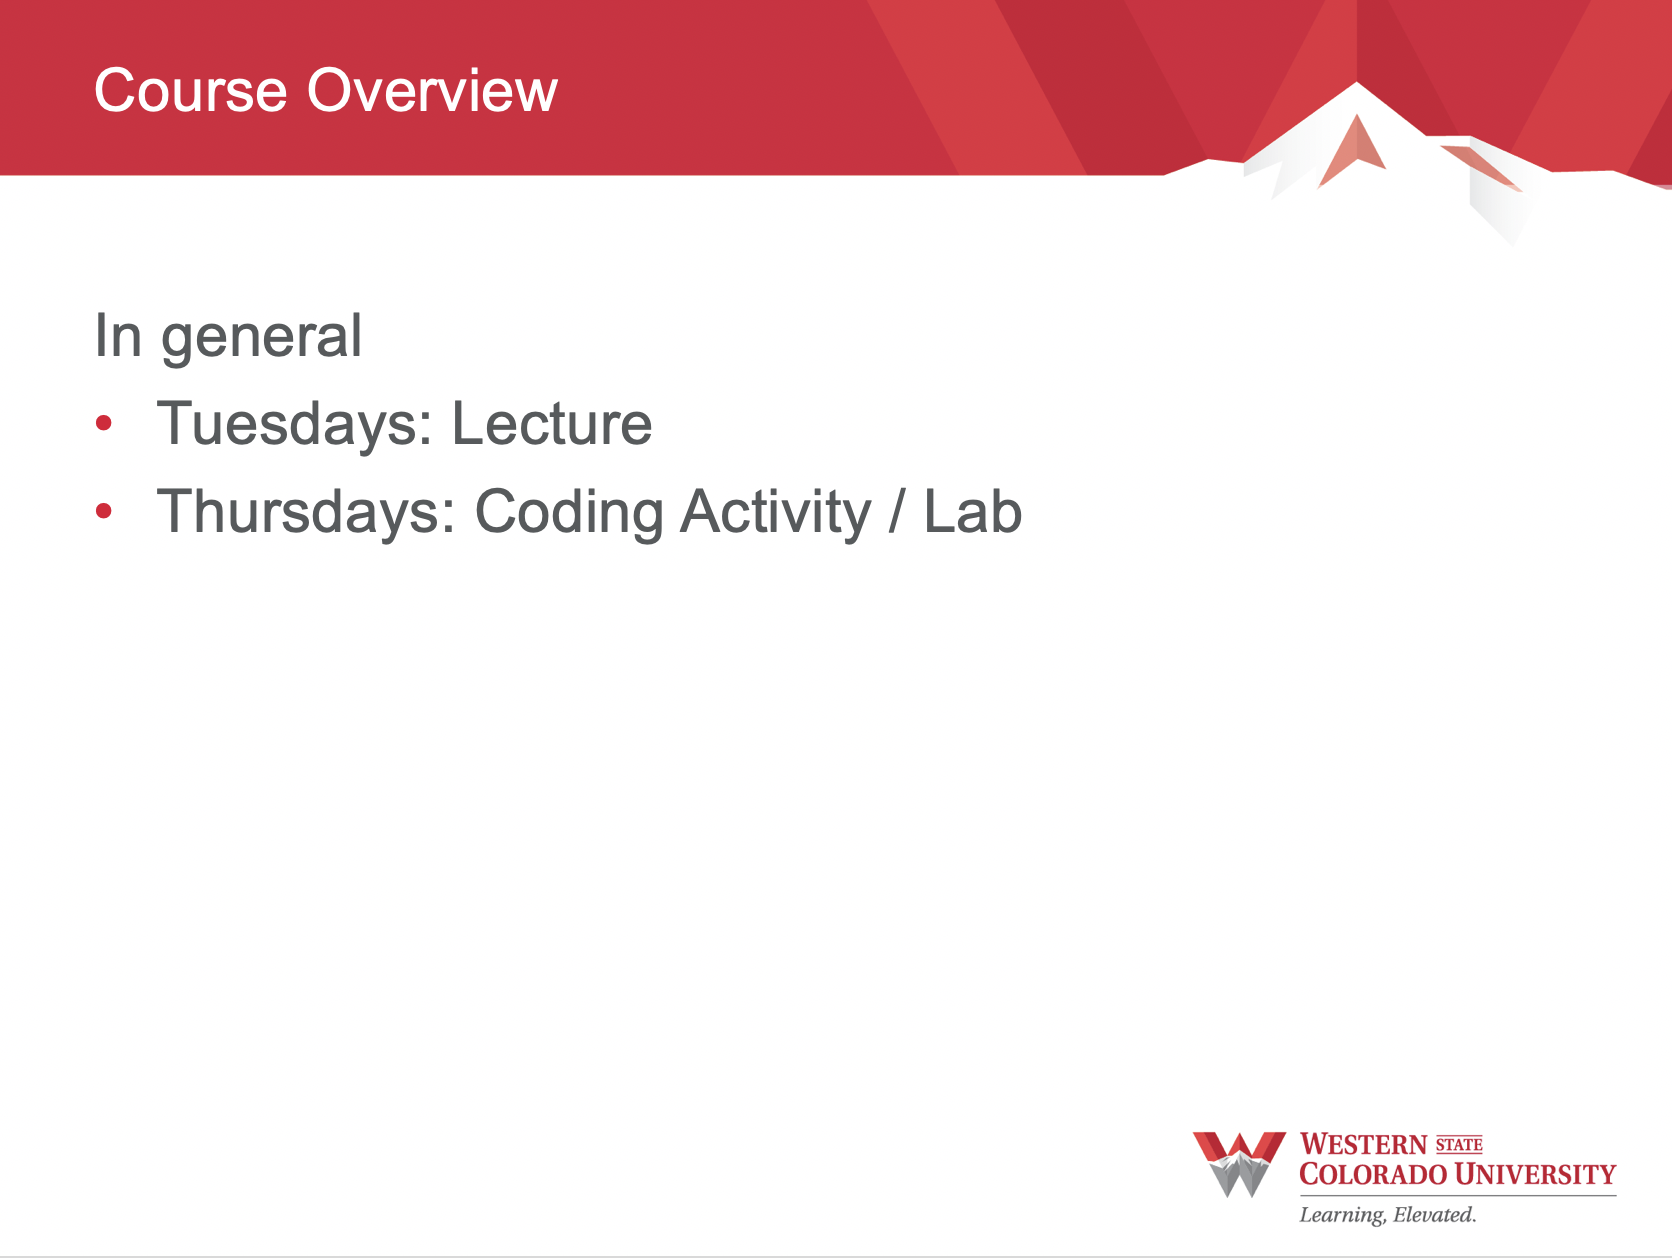 Course Overview
In general
• Tuesdays: Lecture
• Thursdays: Coding Activity / Lab
WESTERN STATE
COLORADO UNIVERSITY
Learning, Elevated.